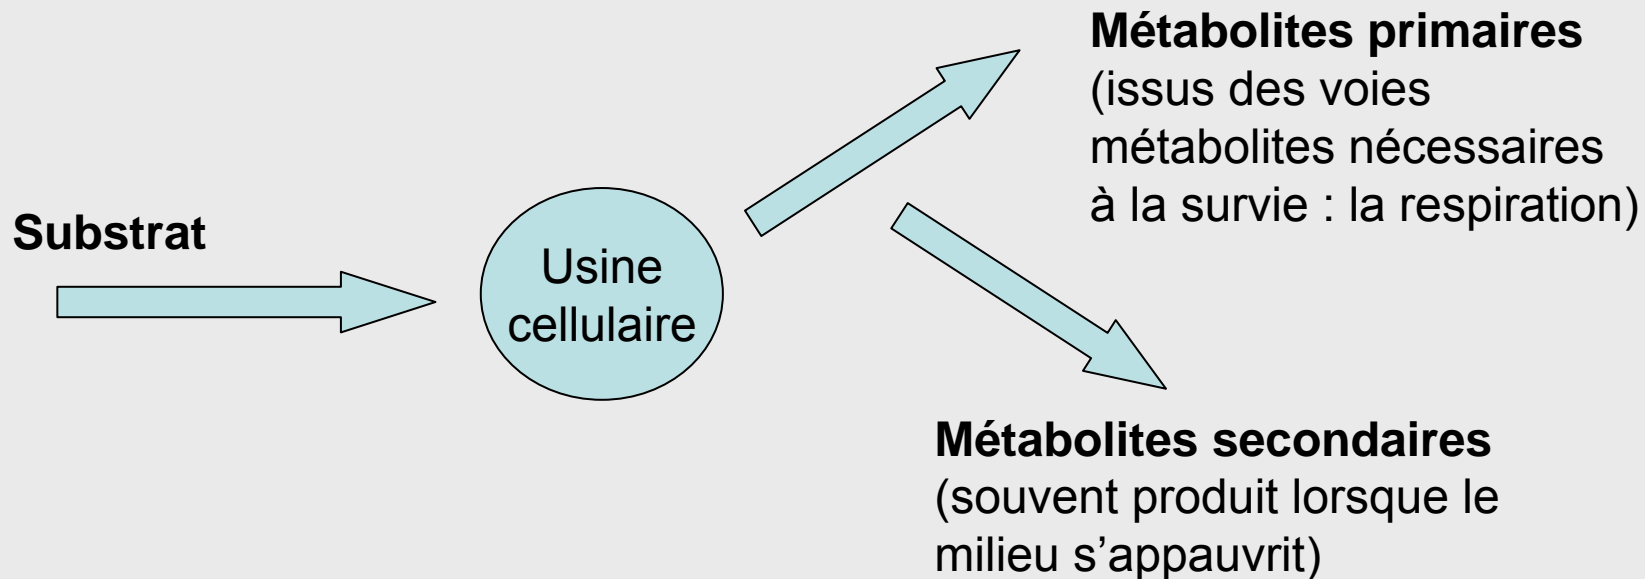 Substrat
Usine
cellulaire
Métabolites primaires
(issus des voies
métabolites nécessaires
à la survie : la respiration)
Métabolites secondaires
(souvent produit lorsque le
milieu s’appauvrit)